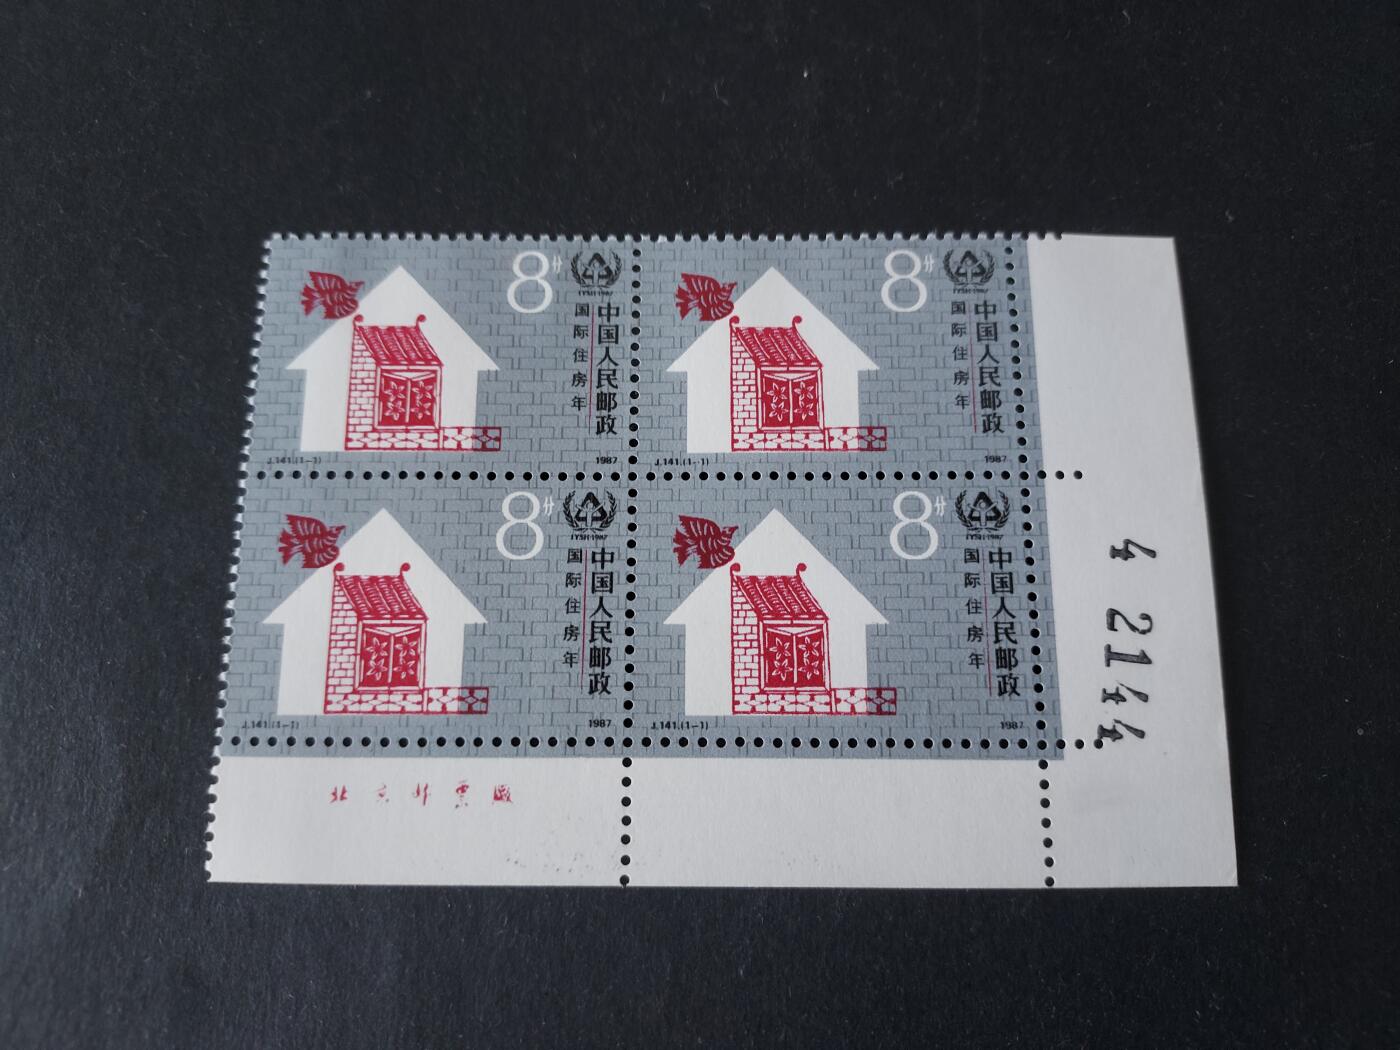 8分
IYSH·1987
国际住房年
中国人民邮政
J.141.(1-1)
1987
8分
IYSH·1987
国际住房年
中国人民邮政
J.141.(1-1)
1987
8分
IYSH·1987
国际住房年
中国人民邮政
J.141.(1-1)
1987
8分
IYSH·1987
国际住房年
中国人民邮政
J.141.(1-1)
1987
4 2144
北京邮票厂